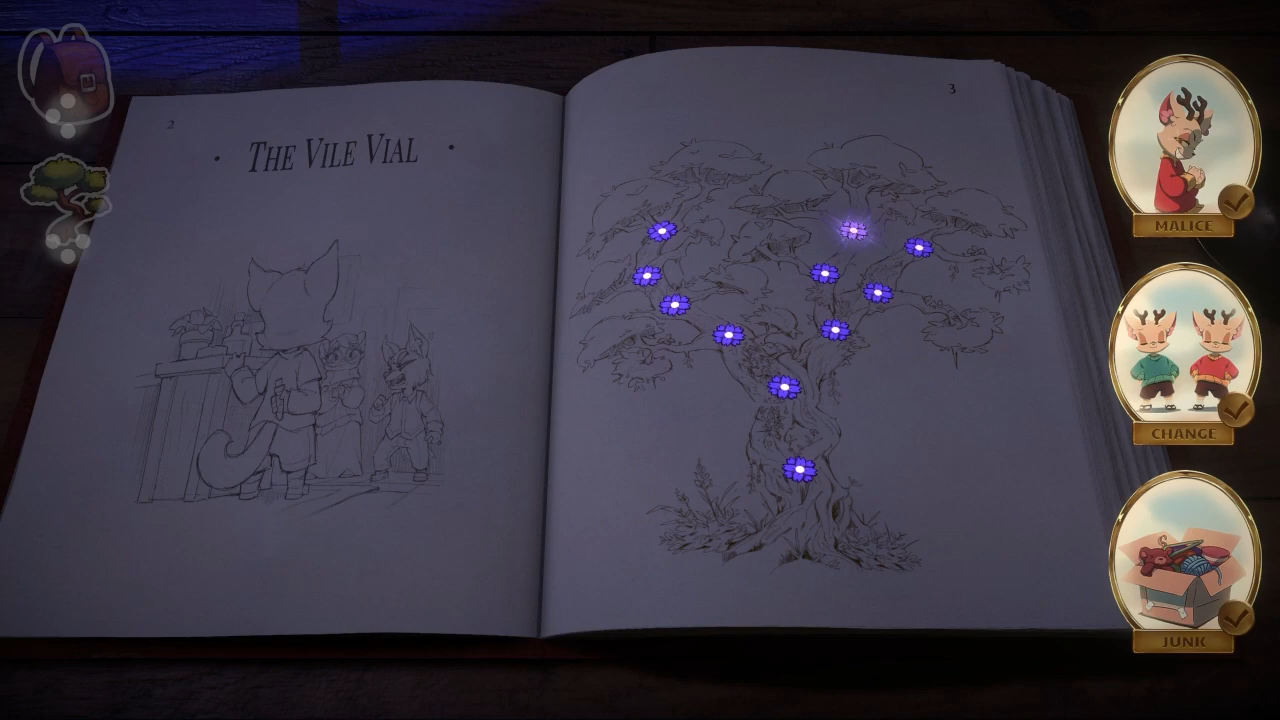 2
3
• THE VILE VIAL •
MALICE
CHANGE
JUNK